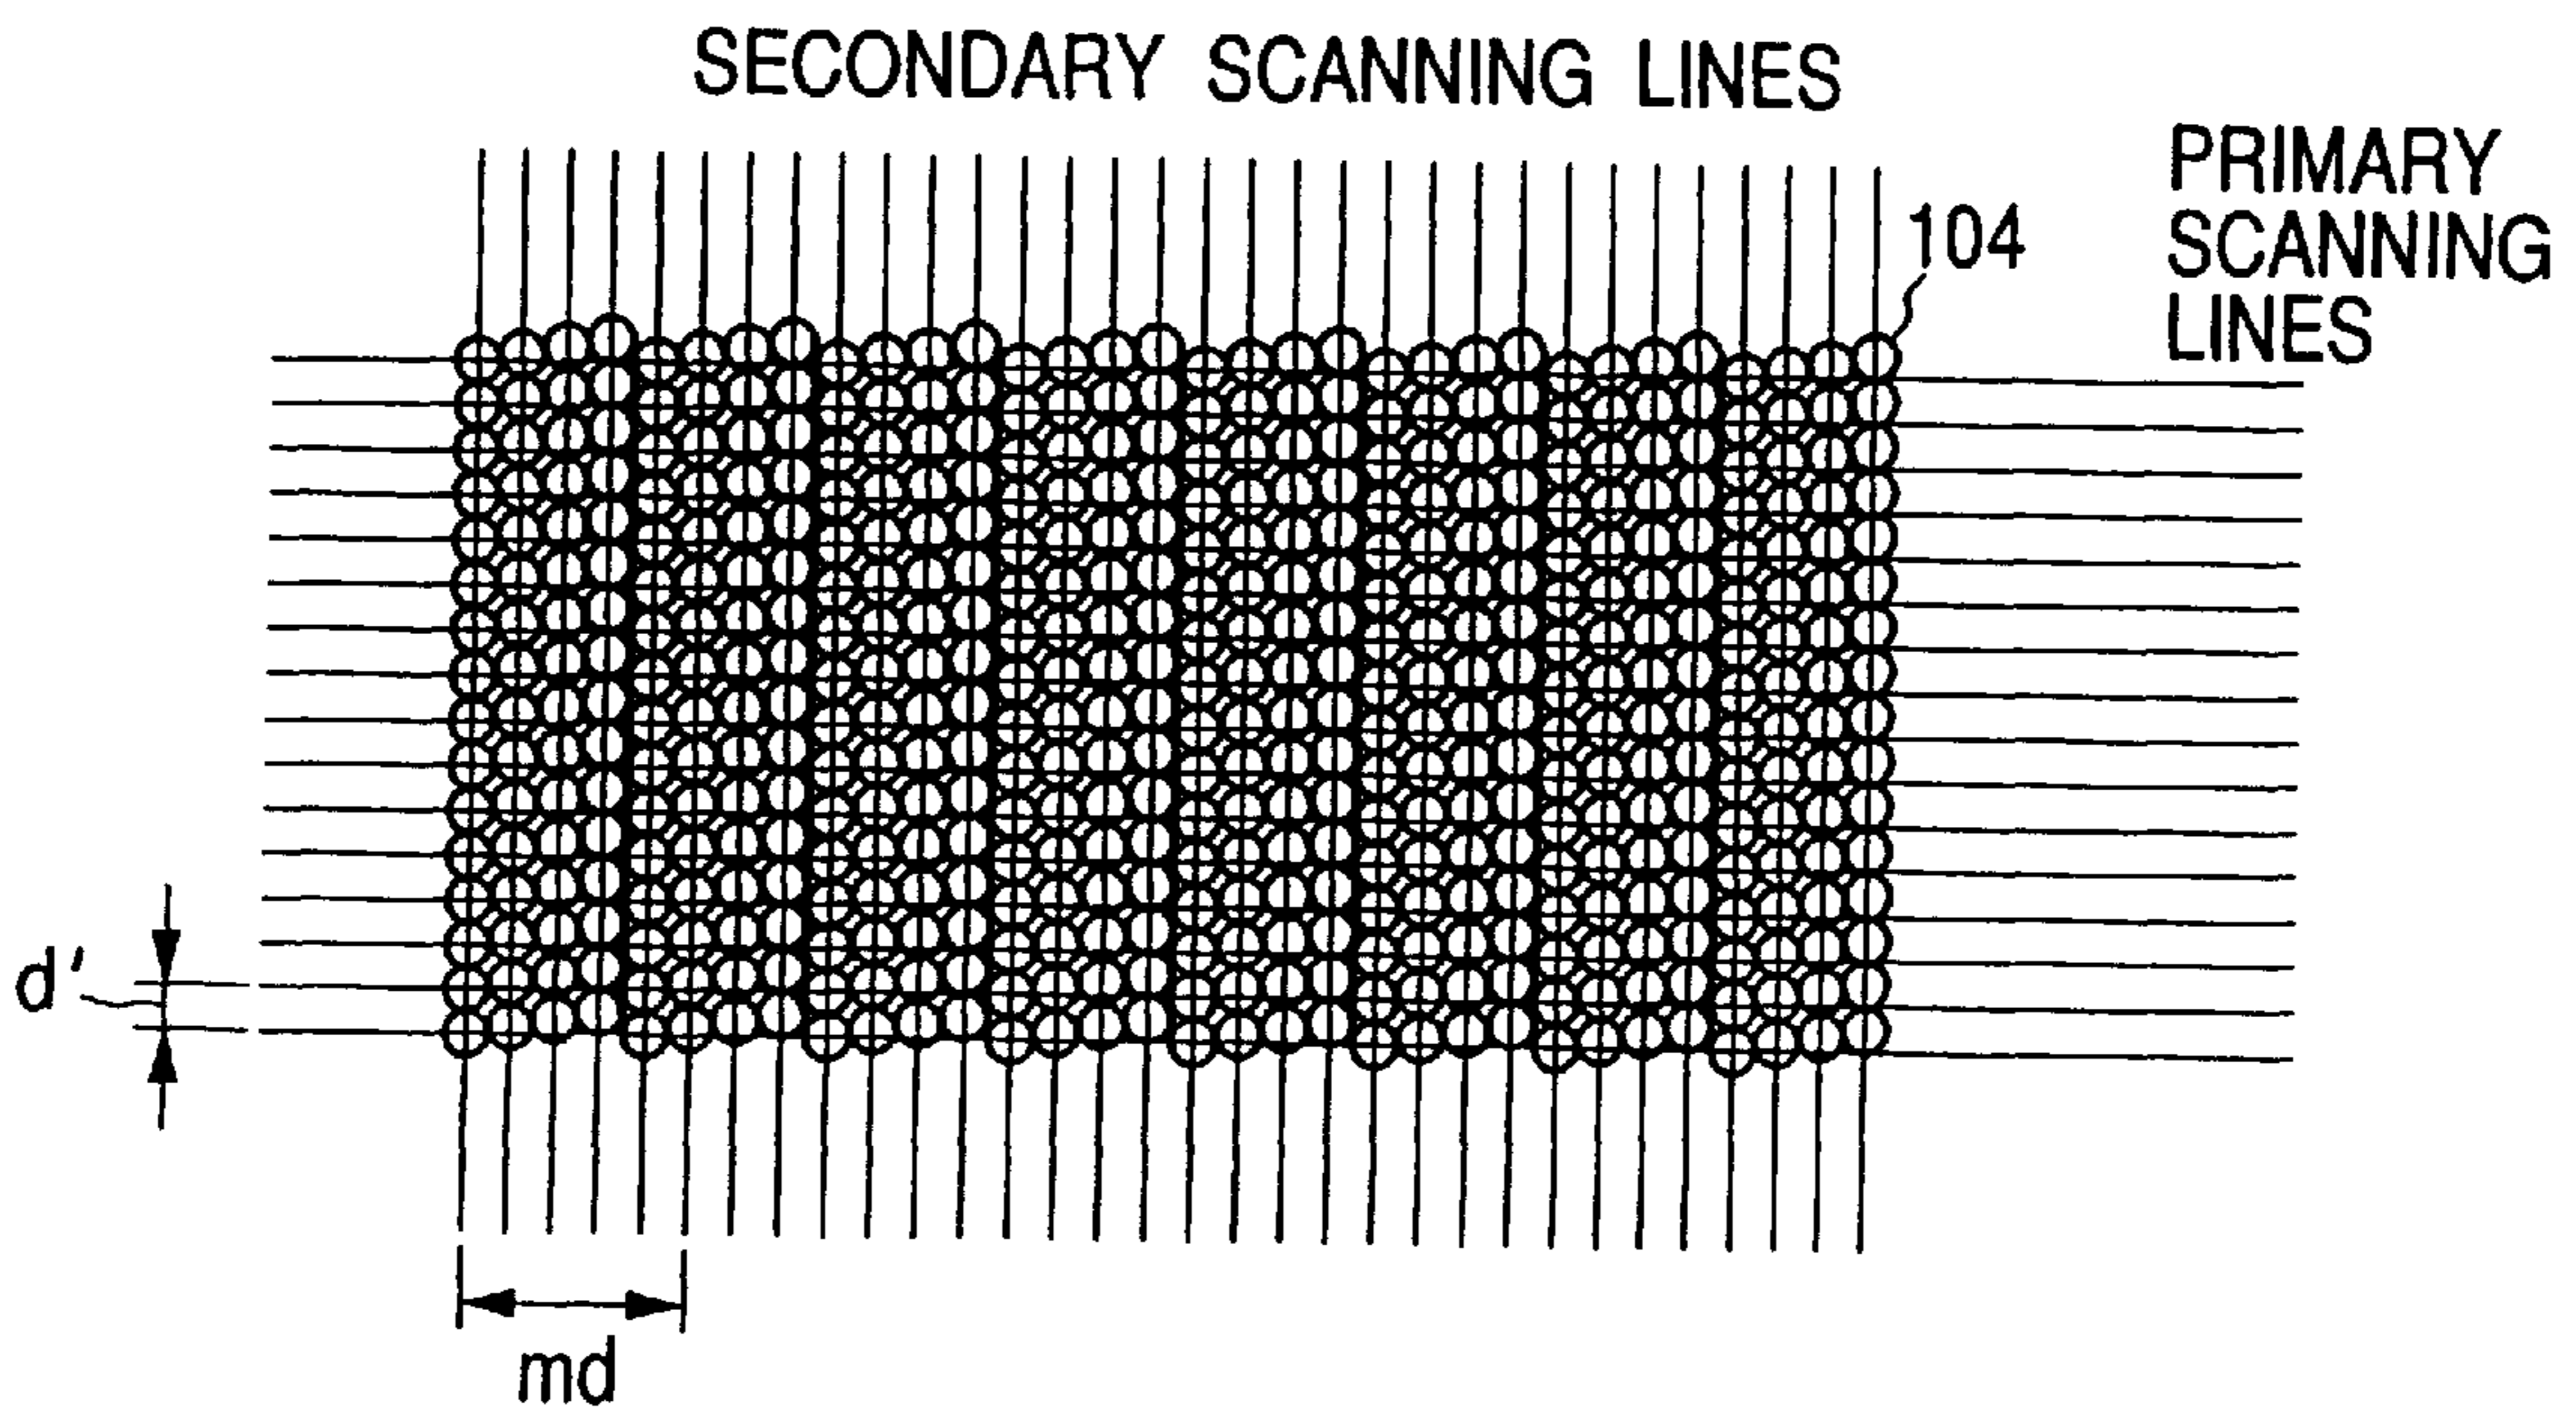 SECONDARY SCANNING LINES
PRIMARY
SCANNING
LINES
104
d'
md